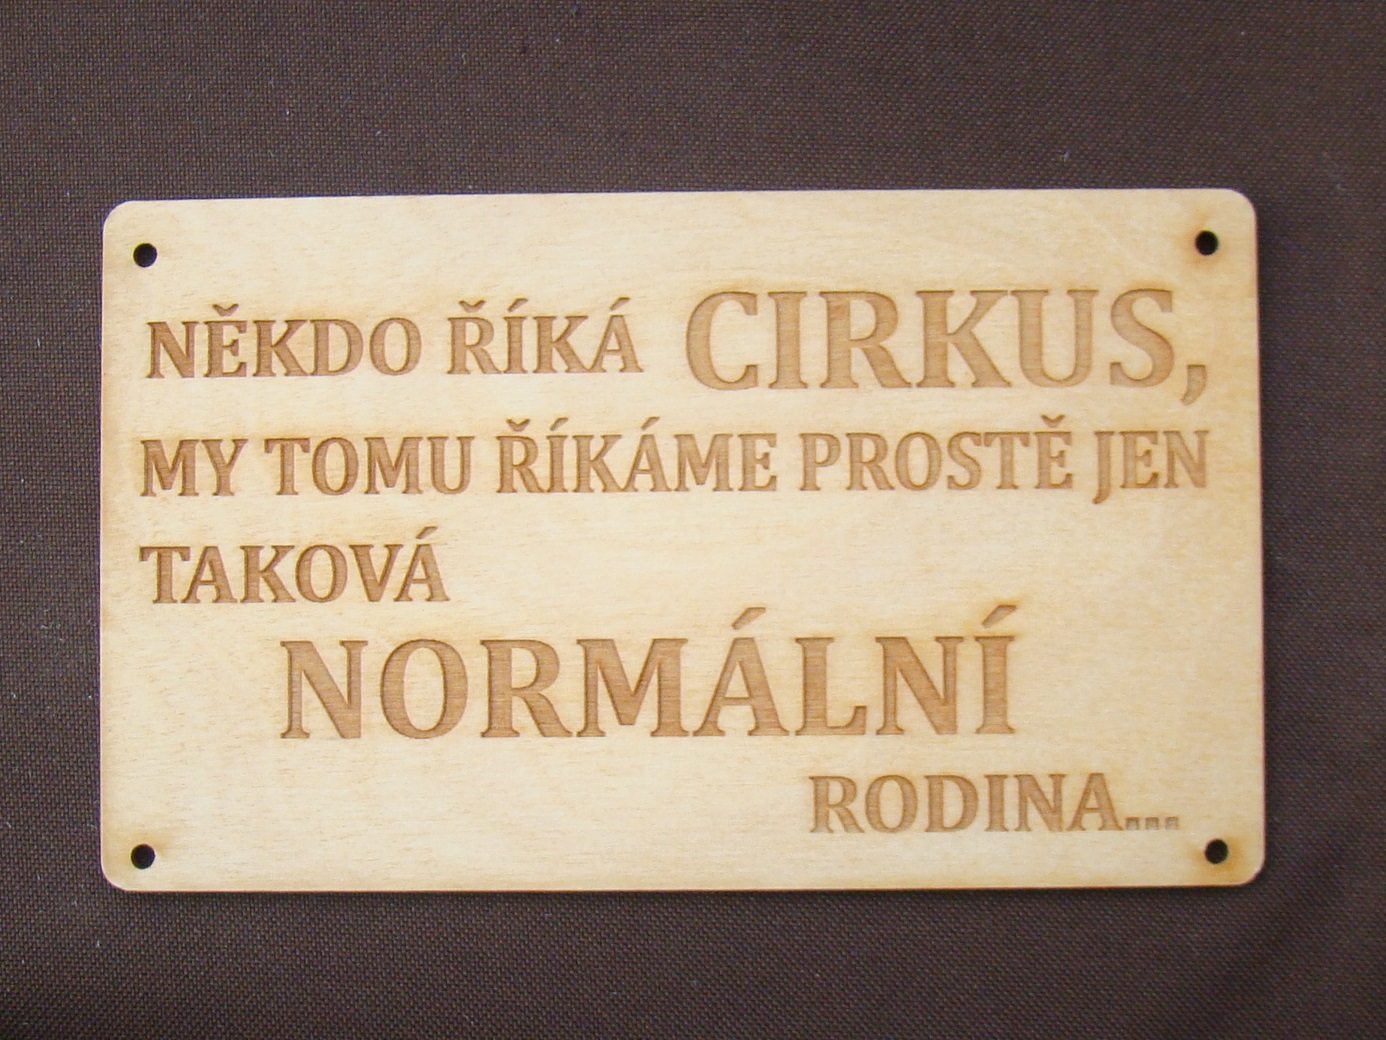 NĚKDO ŘÍKÁ CIRKUS,
MY TOMU ŘÍKÁME PROSTĚ JEN
TAKOVÁ
NORMÁLNÍ
RODINA...